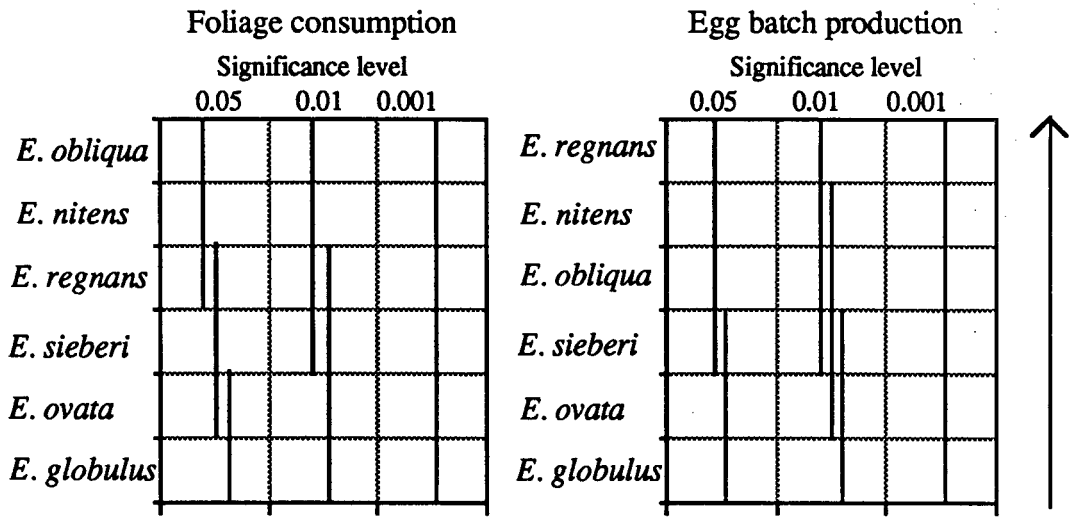 Foliage consumption
Significance level
0.05 0.01 0.001
E. obliqua
E. nitens
E. regnans
E. sieberi
E. ovata
E. globulus
Egg batch production
Significance level
0.05 0.01 0.001
E. regnans
E. nitens
E. obliqua
E. sieberi
E. ovata
E. globulus